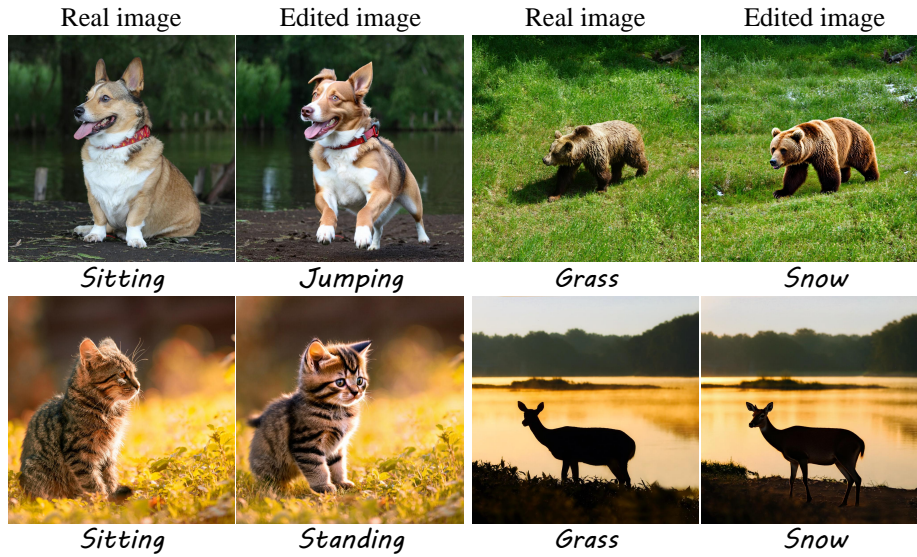 Real image Edited image Real image Edited image
Sitting Jumping Grass Snow
Sitting Standing Grass Snow